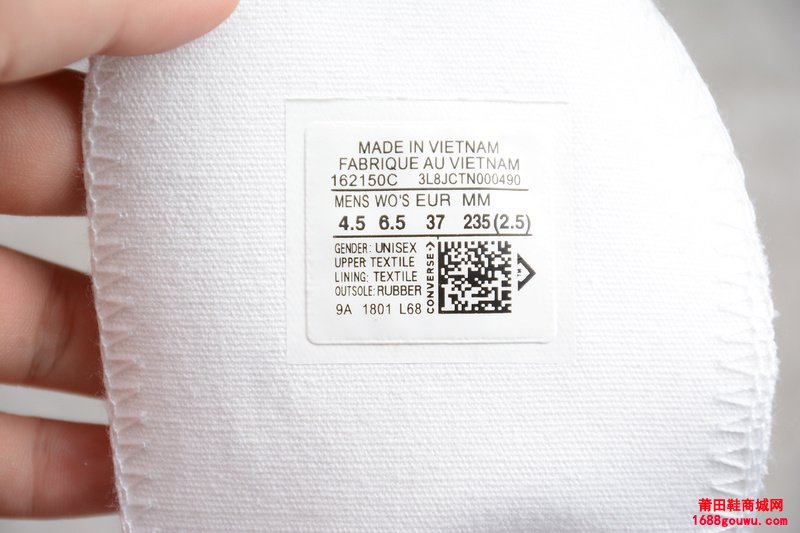 MADE IN VIETNAM
FABRIQUE AU VIETNAM
162150C 3L8JCTN000490
MENS WO'S EUR MM
4.5 6.5 37 235(2.5)
GENDER: UNISEX
UPPER: TEXTILE
LINING: TEXTILE
OUTSOLE: RUBBER
9A 1801 L68
CONVERSE
TM
莆田鞋商城网
1688gouwu.com